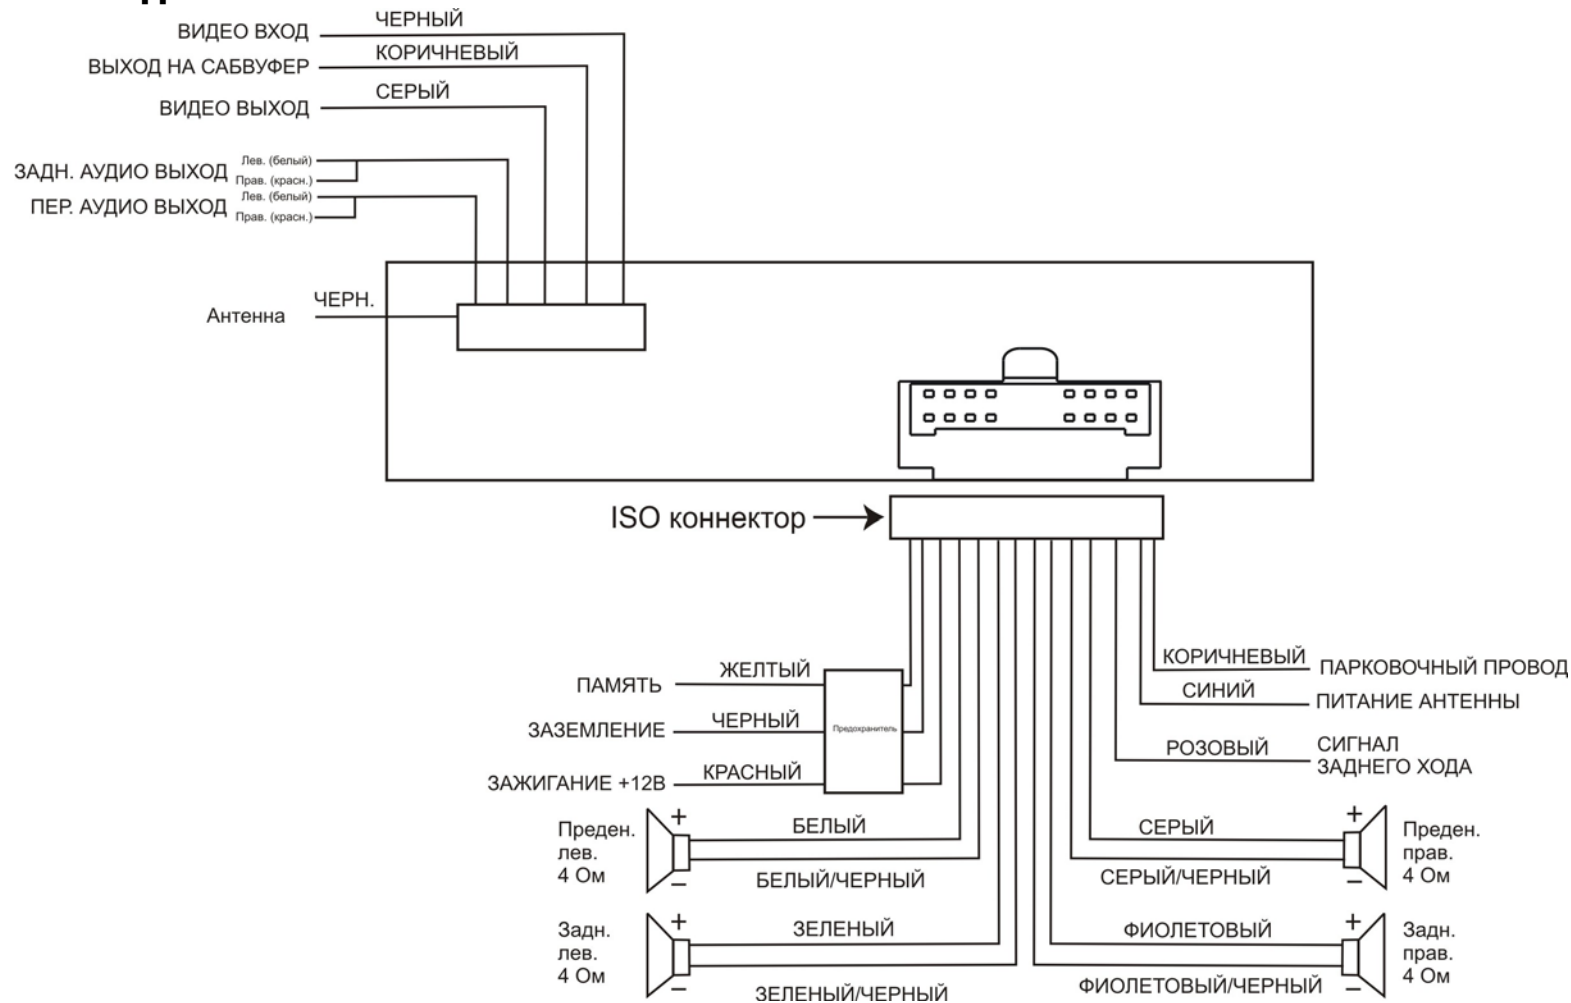 ВИДЕО ВХОД
ЧЕРНЫЙ
ВЫХОД НА САБВУФЕР
КОРИЧНЕВЫЙ
ВИДЕО ВЫХОД
СЕРЫЙ
ЗАДН. АУДИО ВЫХОД
Лев. (белый)
Прав. (красн.)
ПЕР. АУДИО ВЫХОД
Лев. (белый)
Прав. (красн.)
Антенна
ЧЕРН.
ISO коннектор
ПАМЯТЬ
ЖЕЛТЫЙ
ЗАЗЕМЛЕНИЕ
ЧЕРНЫЙ
Предохранитель
ЗАЖИГАНИЕ +12В
КРАСНЫЙ
КОРИЧНЕВЫЙ
ПАРКОВОЧНЫЙ ПРОВОД
СИНИЙ
ПИТАНИЕ АНТЕННЫ
РОЗОВЫЙ
СИГНАЛ
ЗАДНЕГО ХОДА
Преден.
лев.
4 Ом
+
−
БЕЛЫЙ
БЕЛЫЙ/ЧЕРНЫЙ
СЕРЫЙ
СЕРЫЙ/ЧЕРНЫЙ
+
−
Преден.
прав.
4 Ом
Задн.
лев.
4 Ом
+
−
ЗЕЛЕНЫЙ
ЗЕЛЕНЫЙ/ЧЕРНЫЙ
ФИОЛЕТОВЫЙ
ФИОЛЕТОВЫЙ/ЧЕРНЫЙ
+
−
Задн.
прав.
4 Ом